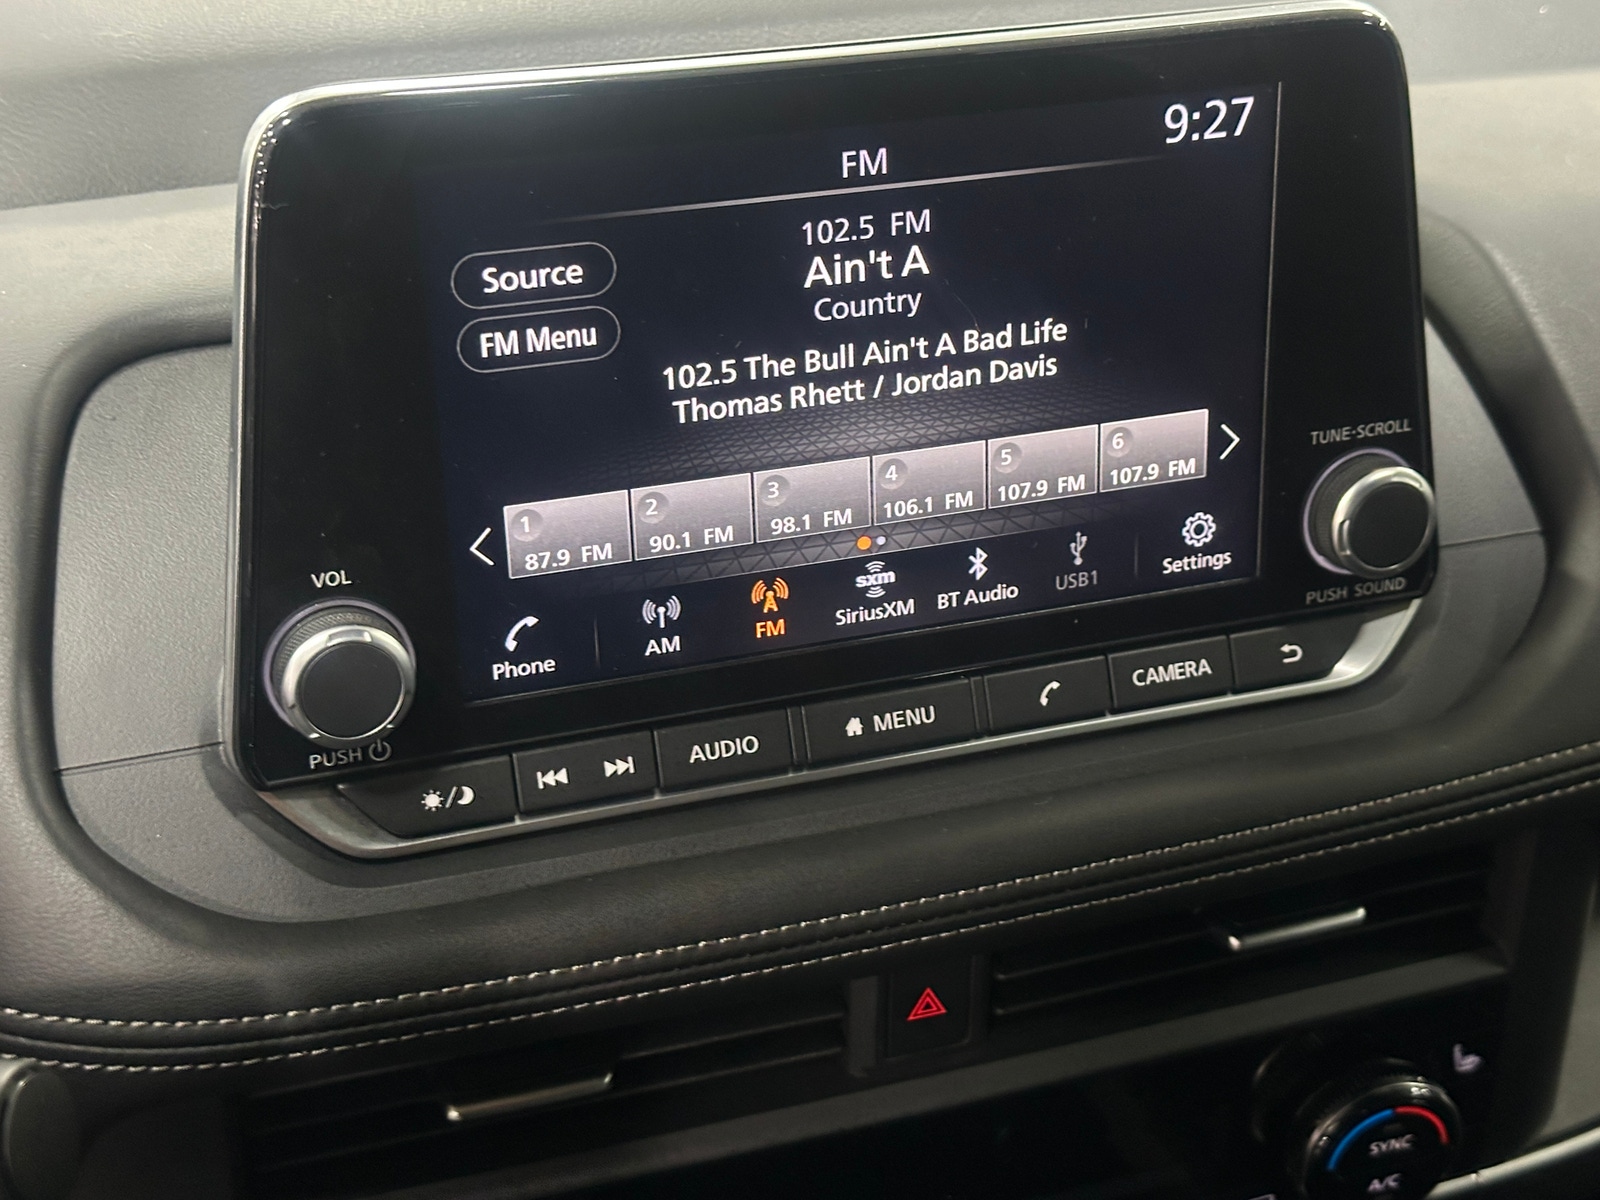 9:27
FM
102.5 FM
Ain't A
Country
Source
FM Menu
102.5 The Bull Ain't A Bad Life
Thomas Rhett / Jordan Davis
1
87.9 FM
2
90.1 FM
3
98.1 FM
4
106.1 FM
5
107.9 FM
6
107.9 FM
Phone
AM
FM
sxm
SiriusXM
BT Audio
USB1
Settings
VOL
PUSH
TUNE·SCROLL
PUSH SOUND
AUDIO
MENU
CAMERA
SYNC
A/C